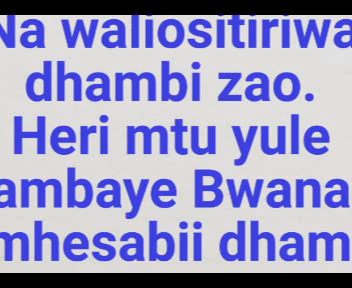 Na waliositiriwa
dhambi zao.
Heri mtu yule
ambaye Bwana
mhesabii dham